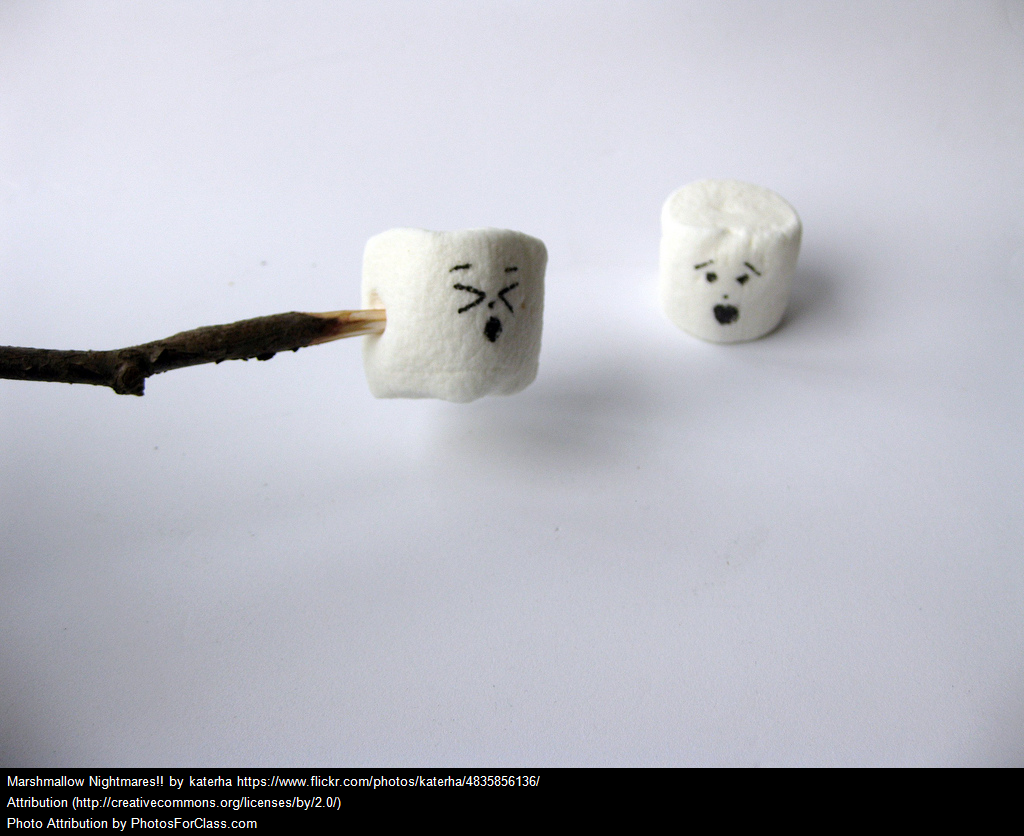 Marshmallow Nightmares!! by katerha https://www.flickr.com/photos/katerha/4835856136/
Attribution (http://creativecommons.org/licenses/by/2.0/)
Photo Attribution by PhotosForClass.com